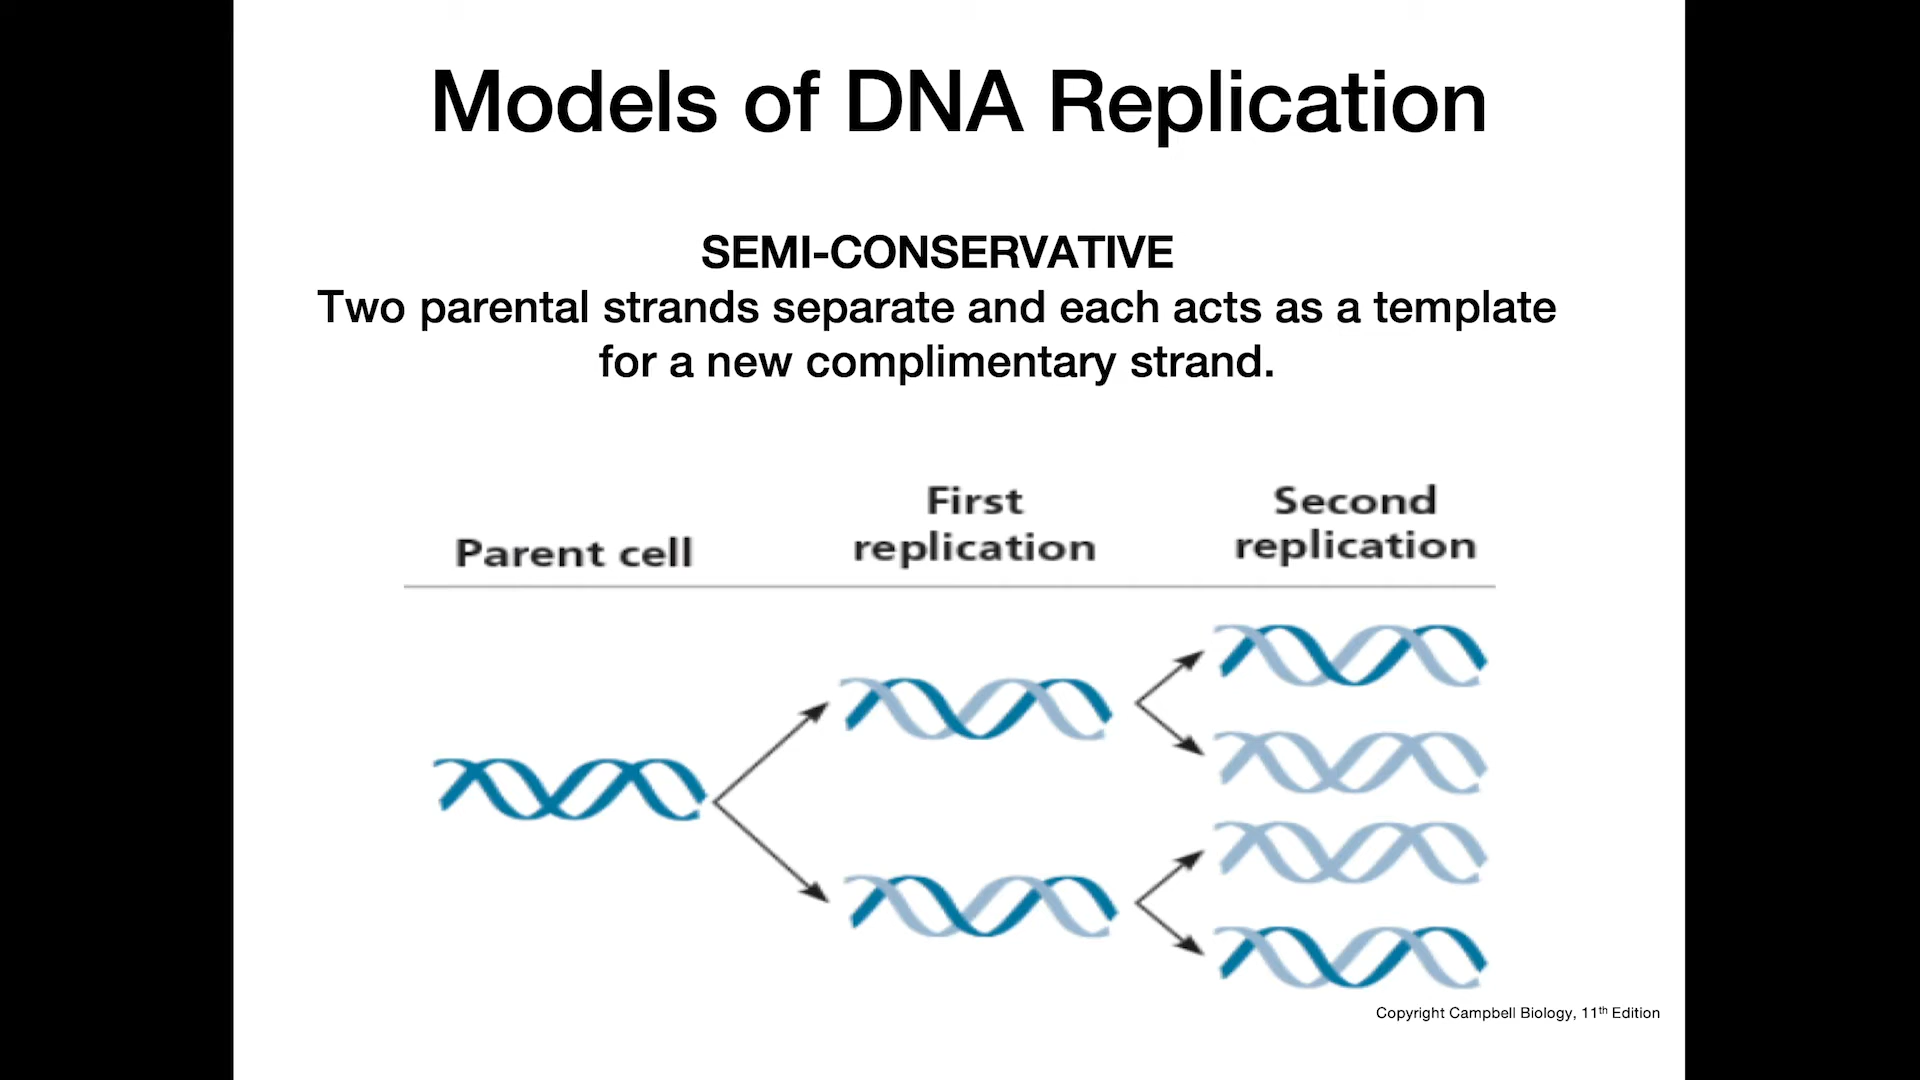 Models of DNA Replication
SEMI-CONSERVATIVE
Two parental strands separate and each acts as a template
for a new complimentary strand.
Parent cell
First
replication
Second
replication
Copyright Campbell Biology, 11th Edition